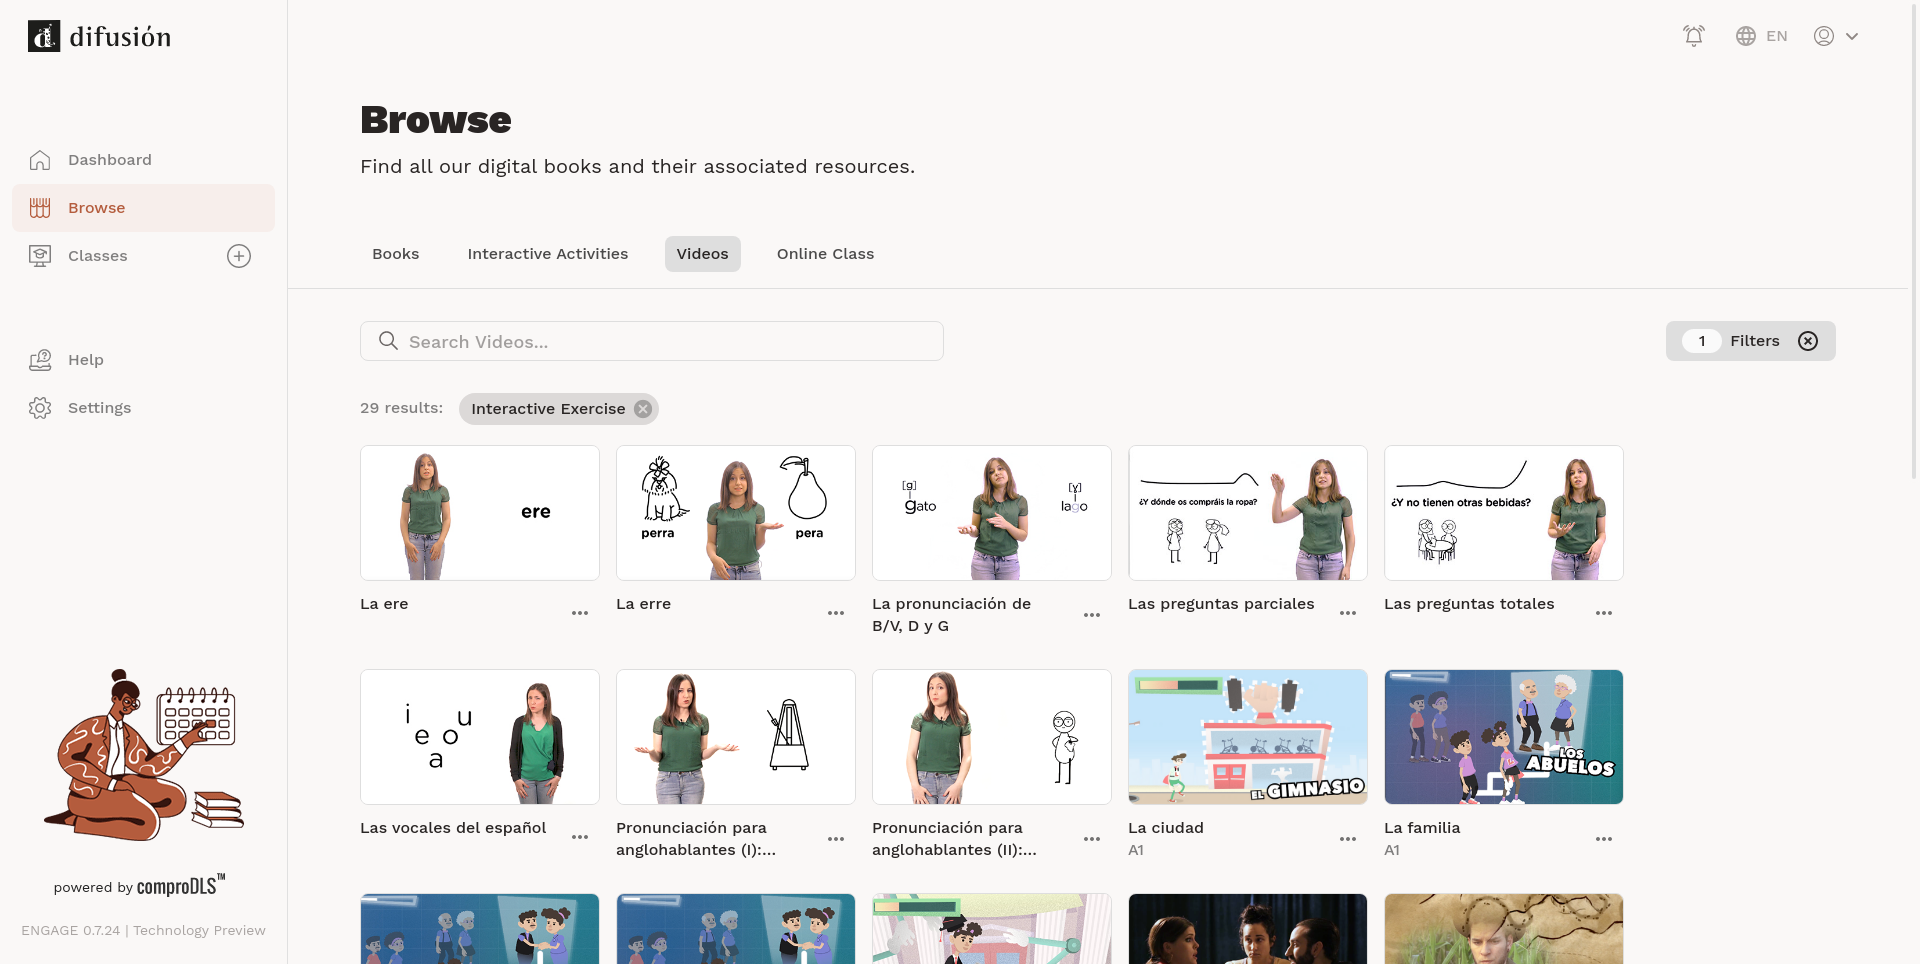 difusión
EN
Dashboard
Browse
Classes
Help
Settings
powered by comproDLS™
ENGAGE 0.7.24 | Technology Preview
Browse
Find all our digital books and their associated resources.
Books
Interactive Activities
Videos
Online Class
Search Videos...
1 Filters
29 results:
Interactive Exercise
ere
perra
pera
[g]
gato
[ɣ]
lago
¿Y dónde os compráis la ropa?
¿Y no tienen otras bebidas?
La ere
La erre
La pronunciación de
B/V, D y G
Las preguntas parciales
Las preguntas totales
i
u
e
o
a
EL GIMNASIO
LOS
ABUELOS
Las vocales del español
Pronunciación para
anglohablantes (I):...
Pronunciación para
anglohablantes (II):...
La ciudad
A1
La familia
A1